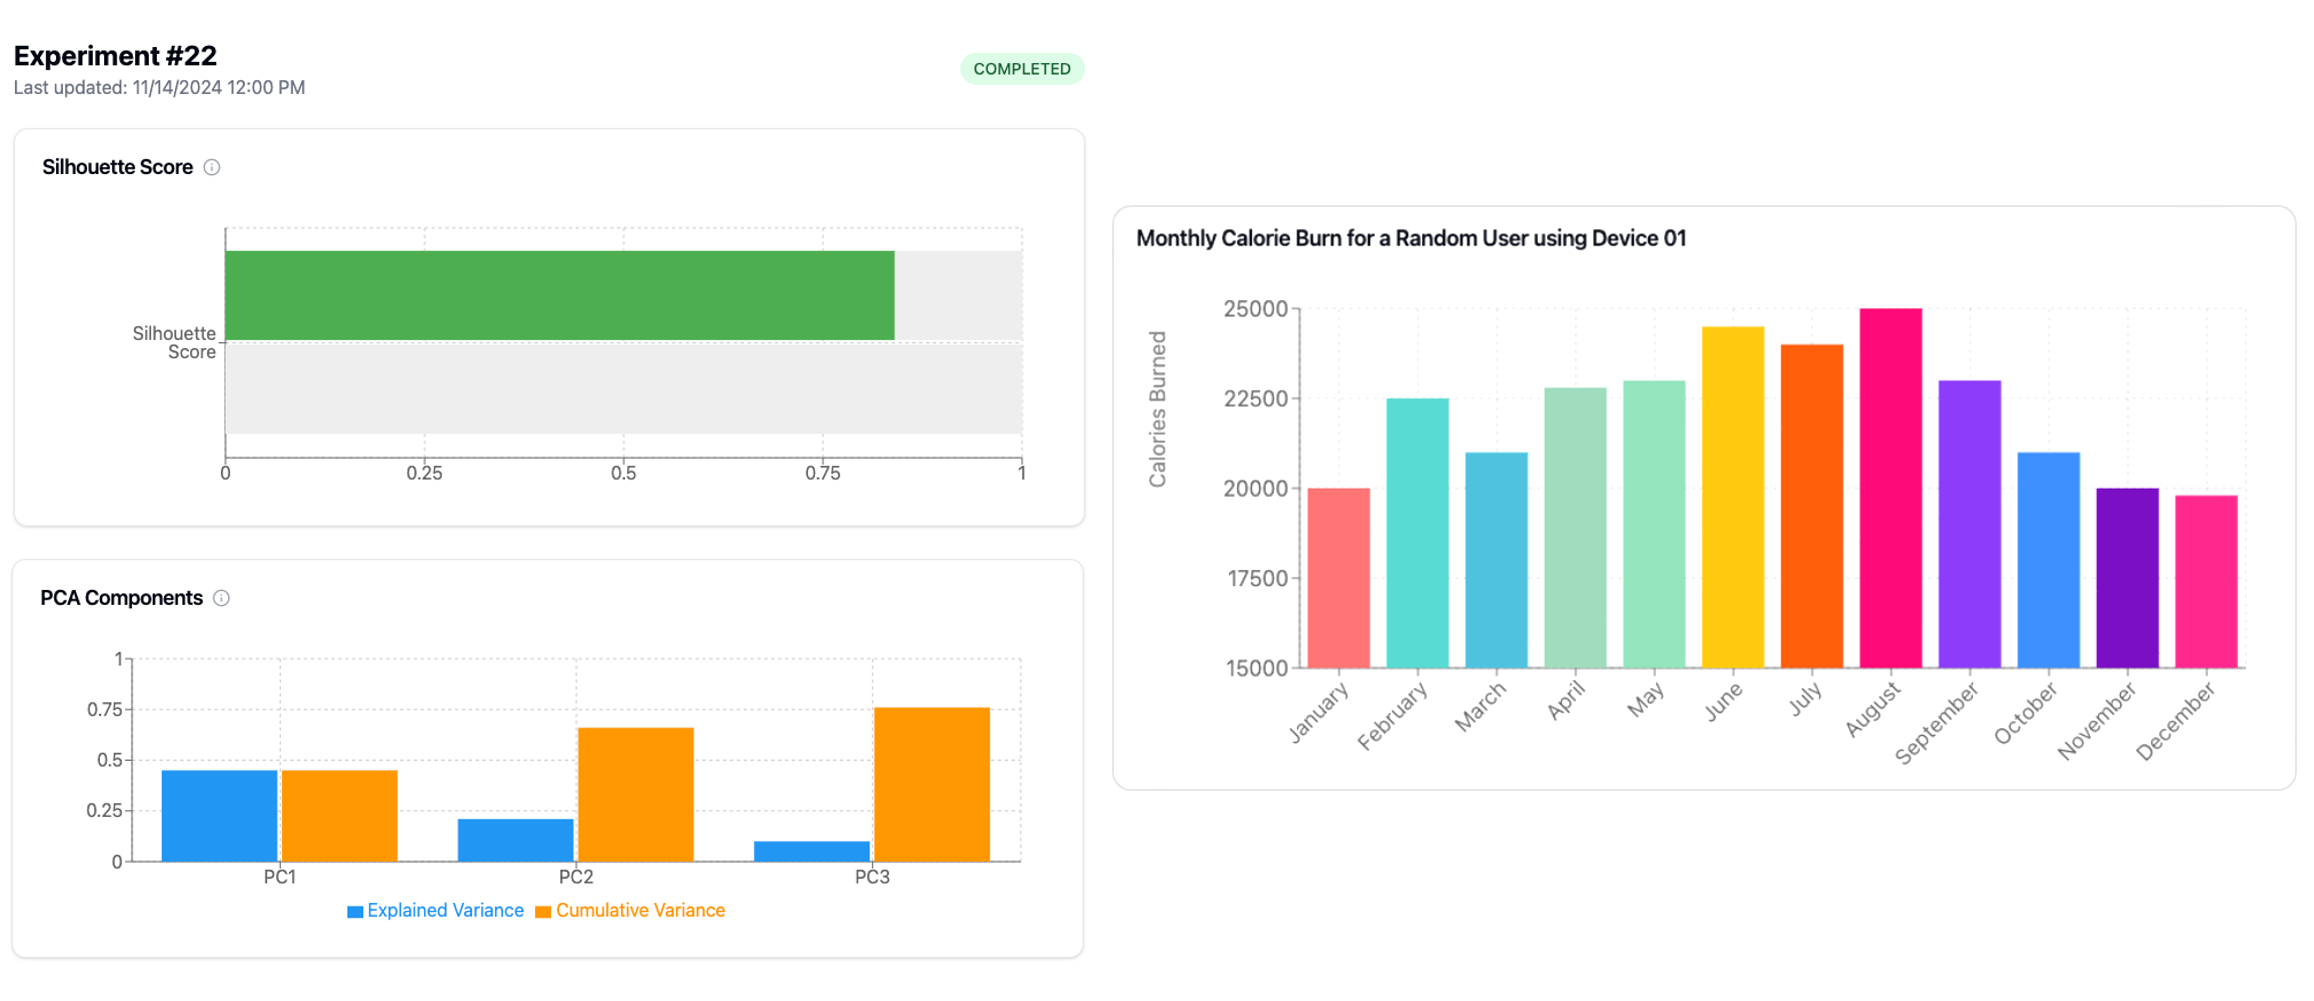 Experiment #22
Last updated: 11/14/2024 12:00 PM
COMPLETED
Silhouette Score
Silhouette
Score
0
0.25
0.5
0.75
1
PCA Components
1
0.75
0.5
0.25
0
PC1
PC2
PC3
Explained Variance
Cumulative Variance
Monthly Calorie Burn for a Random User using Device 01
Calories Burned
25000
22500
20000
17500
15000
January
February
March
April
May
June
July
August
September
October
November
December